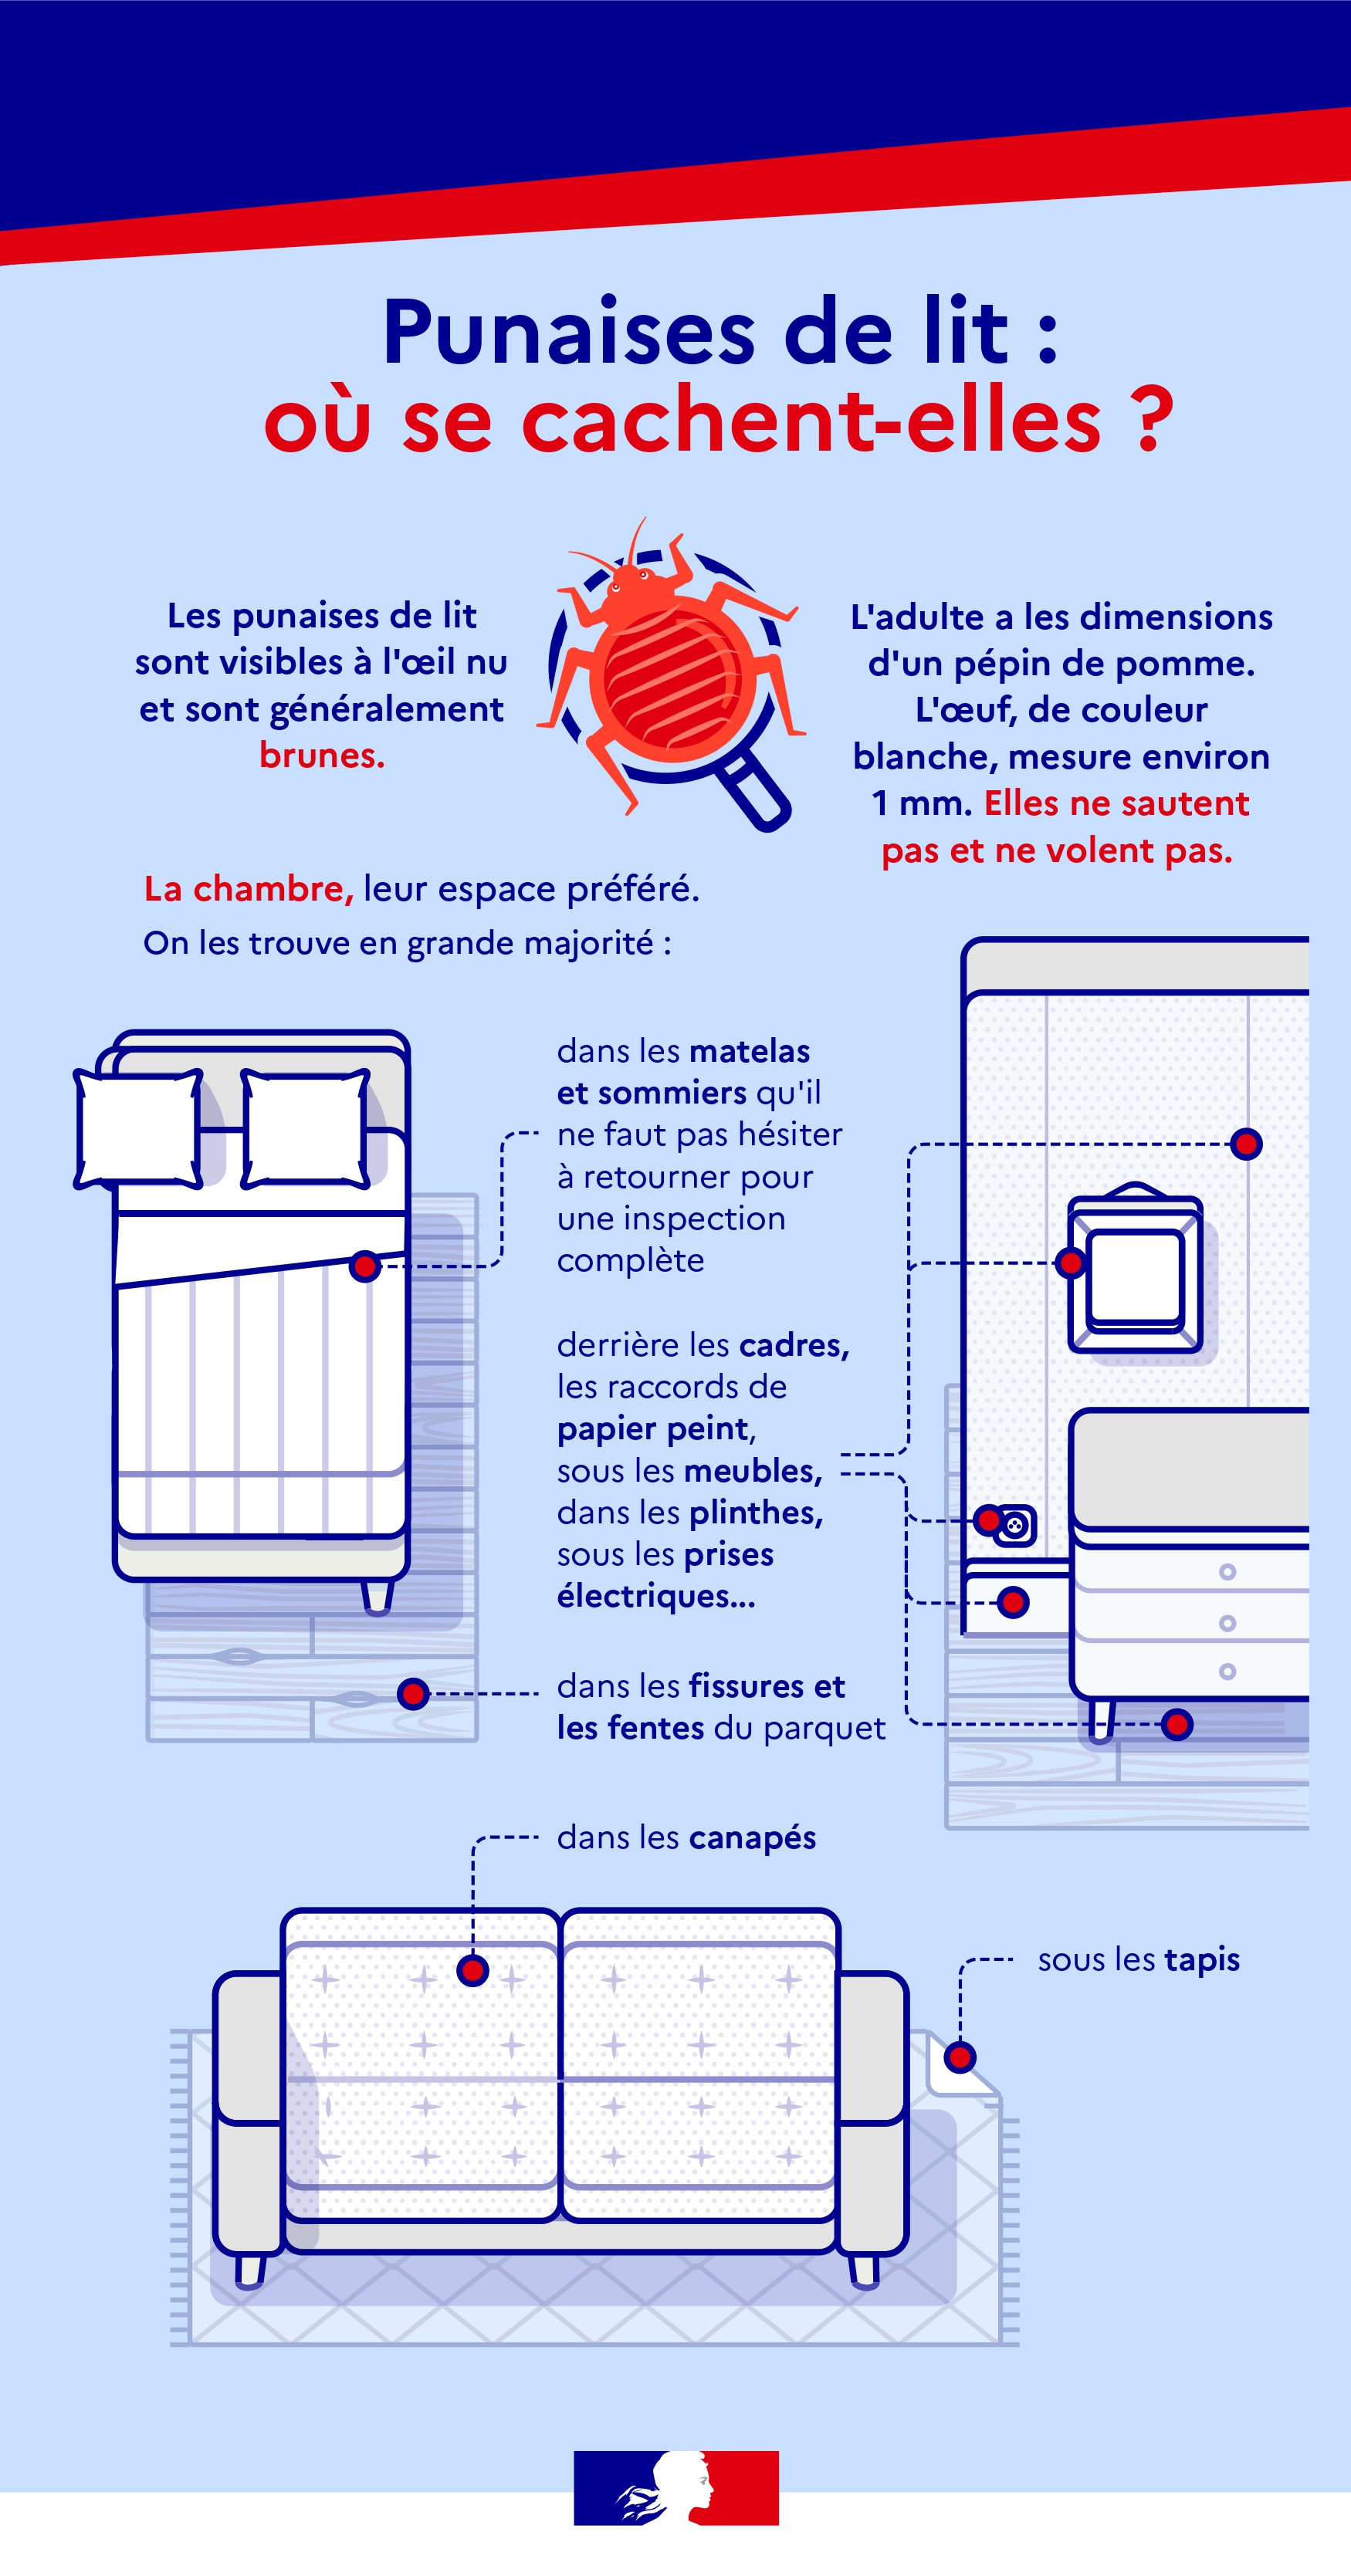 Punaises de lit :
où se cachent-elles ?
Les punaises de lit
sont visibles à l'œil nu
et sont généralement
brunes.
L'adulte a les dimensions
d'un pépin de pomme.
L'œuf, de couleur
blanche, mesure environ
1 mm. Elles ne sautent
pas et ne volent pas.
La chambre, leur espace préféré.
On les trouve en grande majorité :
dans les matelas
et sommiers qu'il
ne faut pas hésiter
à retourner pour
une inspection
complète
derrière les cadres,
les raccords de
papier peint,
sous les meubles,
dans les plinthes,
sous les prises
électriques...
dans les fissures et
les fentes du parquet
dans les canapés
sous les tapis